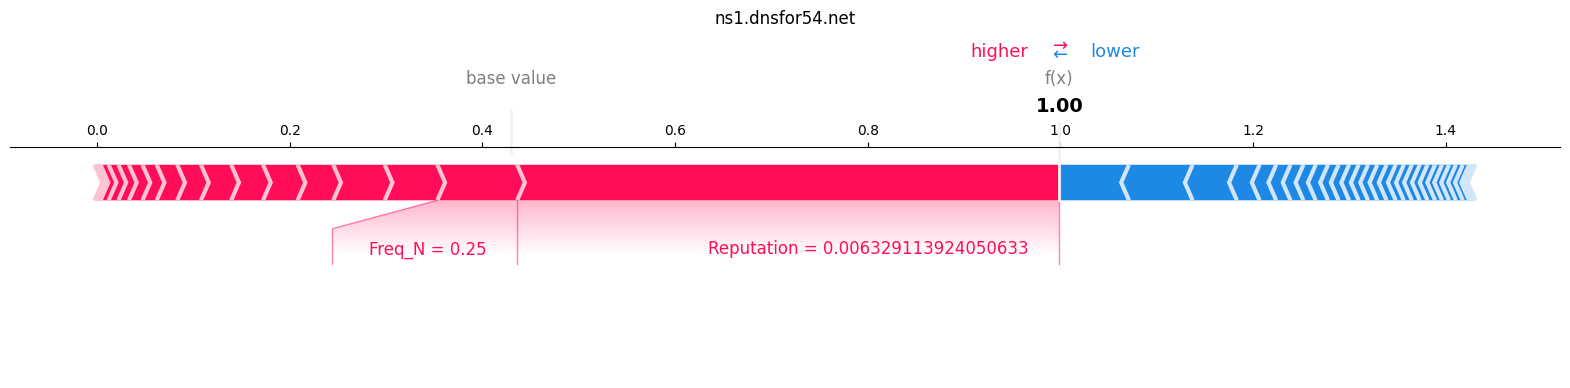 ns1.dnsfor54.net
higher ⇄ lower
base value f(x)
1.00
0.0 0.2 0.4 0.6 0.8 1.0 1.2 1.4
Freq_N = 0.25 Reputation = 0.006329113924050633